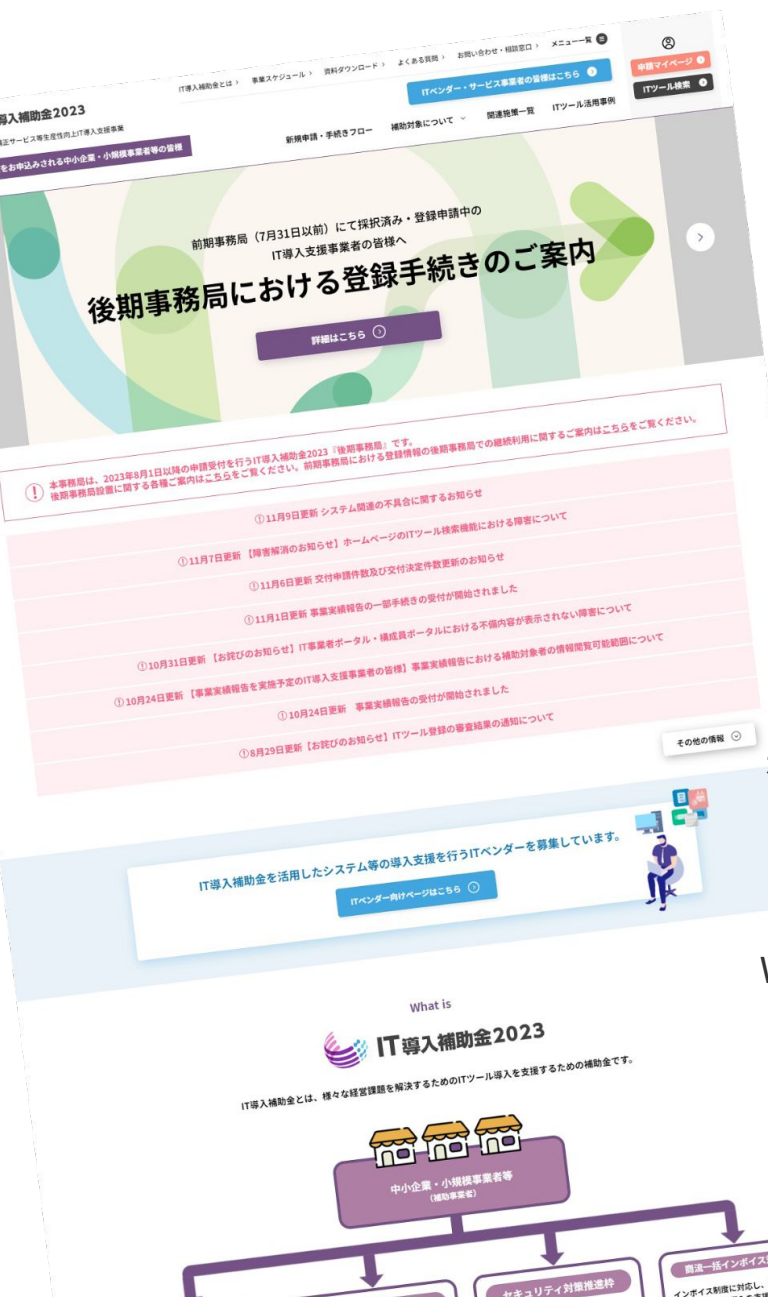 IT導入補助金とは
事業スケジュール
資料ダウンロード
よくある質問
お問い合わせ・相談窓口
メニュー一覧
導入補助金2023
正サービス等生産性向上IT導入支援事業
をお申込みされる中小企業・小規模事業者等の皆様
ITベンダー・サービス事業者の皆様はこちら
申請マイページ
ITツール検索
新規申請・手続きフロー
補助対象について
関連施策一覧
ITツール活用事例
前期事務局（7月31日以前）にて採択済み・登録申請中の
IT導入支援事業者の皆様へ
後期事務局における登録手続きのご案内
詳細はこちら
本事務局は、2023年8月1日以降の申請受付を行うIT導入補助金2023『後期事務局』です。
後期事務局設置に関する各種ご案内はこちらをご覧ください。前期事務局における登録情報の後期事務局での継続利用に関するご案内はこちらをご覧ください。
11月9日更新 システム関連の不具合に関するお知らせ
11月7日更新 【障害解消のお知らせ】ホームページのITツール検索機能における障害について
11月6日更新 交付申請件数及び交付決定件数更新のお知らせ
11月1日更新 事業実績報告の一部手続きの受付が開始されました
10月31日更新 【お詫びのお知らせ】IT事業者ポータル・構成員ポータルにおける不備内容が表示されない障害について
10月24日更新 【事業実績報告を実施予定のIT導入支援事業者の皆様】事業実績報告における補助対象者の情報閲覧可能範囲について
10月24日更新 事業実績報告の受付が開始されました
8月29日更新【お詫びのお知らせ】ITツール登録の審査結果の通知について
その他の情報
IT導入補助金を活用したシステム等の導入支援を行うITベンダーを募集しています。
ITベンダー向けページはこちら
What is
IT導入補助金2023
IT導入補助金とは、様々な経営課題を解決するためのITツール導入を支援するための補助金です。
中小企業・小規模事業者等
（補助事業者）
セキュリティ対策推進枠
商流一括インボイス
インボイス制度に対応し、